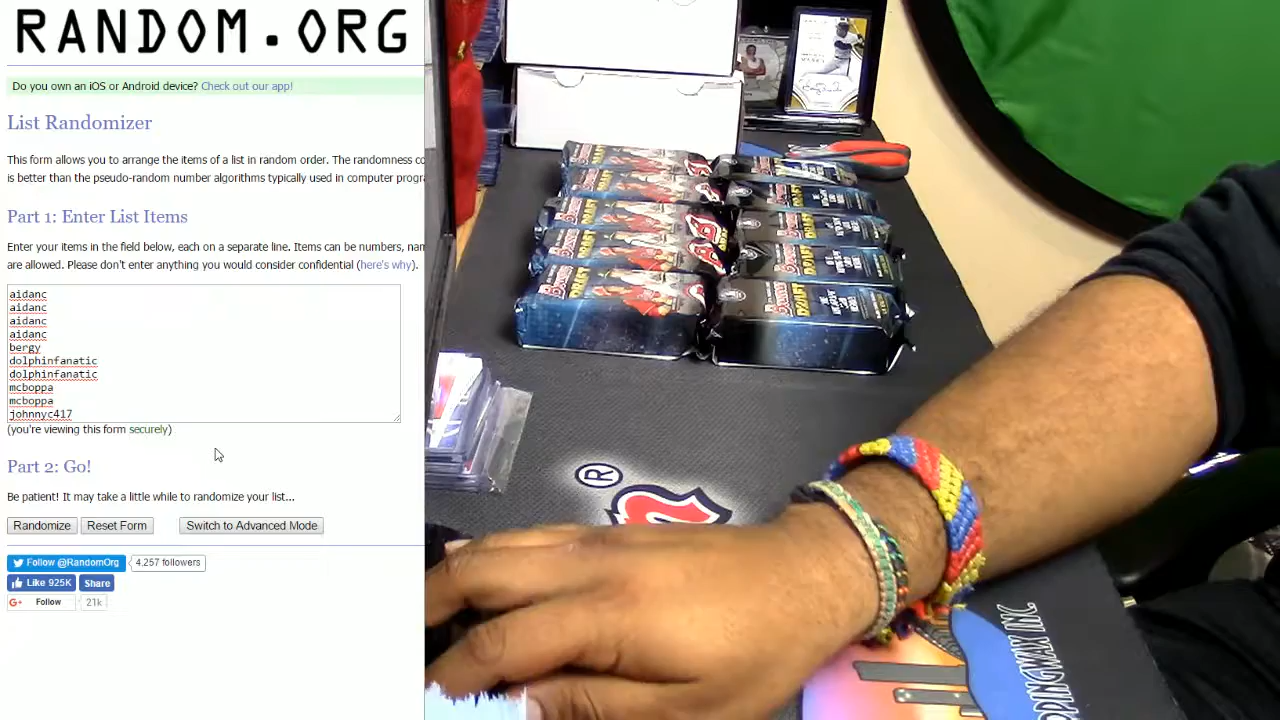 RANDOM.ORG
Do you own an iOS or Android device? Check out our app!
List Randomizer
This form allows you to arrange the items of a list in random order. The randomness co
is better than the pseudo-random number algorithms typically used in computer progra
Part 1: Enter List Items
Enter your items in the field below, each on a separate line. Items can be numbers, nam
are allowed. Please don't enter anything you would consider confidential (here's why).
aidanc
aidanc
aidanc
aidanc
bergy
dolphinfanatic
dolphinfanatic
mcboppa
mcboppa
johnnyc417
(you're viewing this form securely)
Part 2: Go!
Be patient! It may take a little while to randomize your list...
Randomize Reset Form Switch to Advanced Mode
Follow @RandomOrg 4,257 followers
Like 925K Share
G+ Follow 21k
BOWMAN DRAFT
®
OPPINGWAX INC